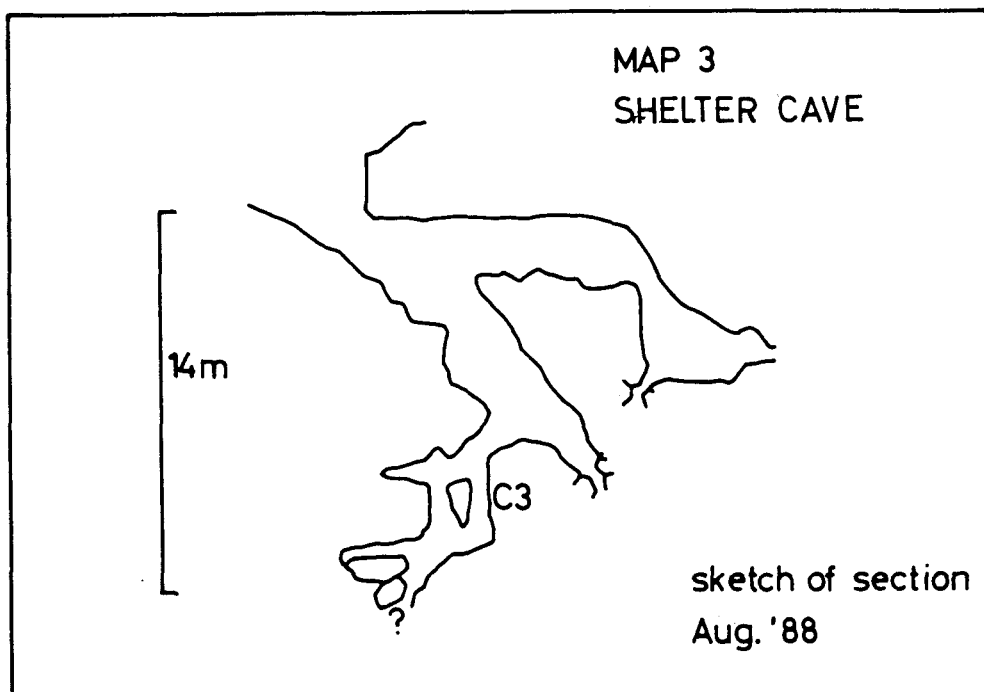 MAP 3
SHELTER CAVE
14m
C3
?
sketch of section
Aug. '88